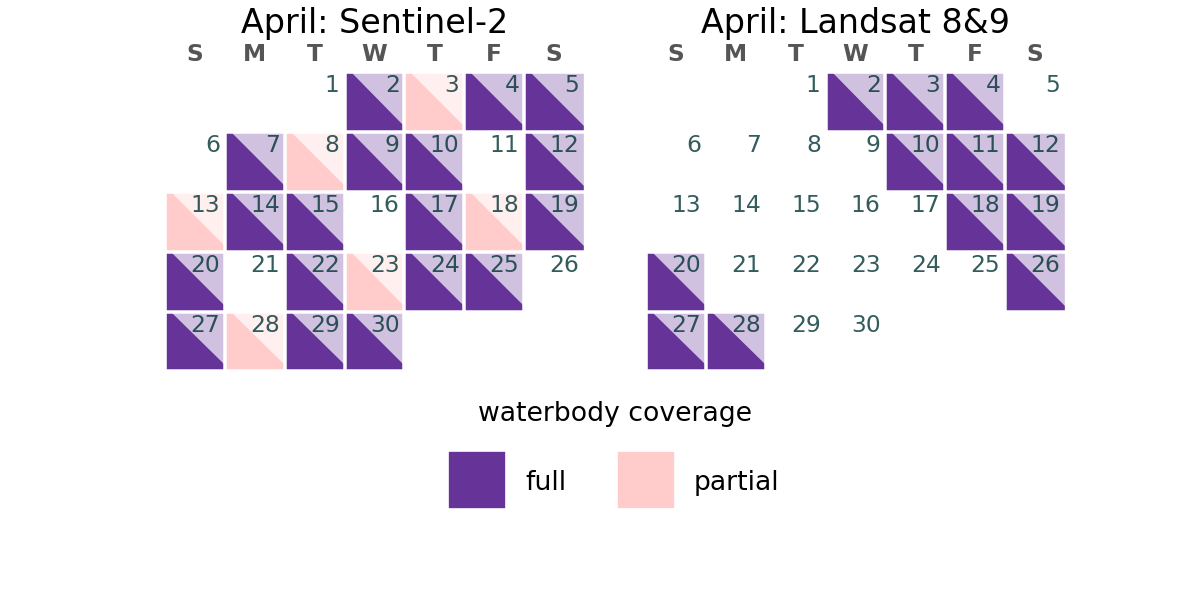 April: Sentinel-2
S M T W T F S
1 2 3 4 5
6 7 8 9 10 11 12
13 14 15 16 17 18 19
20 21 22 23 24 25 26
27 28 29 30
April: Landsat 8&9
S M T W T F S
1 2 3 4 5
6 7 8 9 10 11 12
13 14 15 16 17 18 19
20 21 22 23 24 25 26
27 28 29 30
waterbody coverage
full
partial